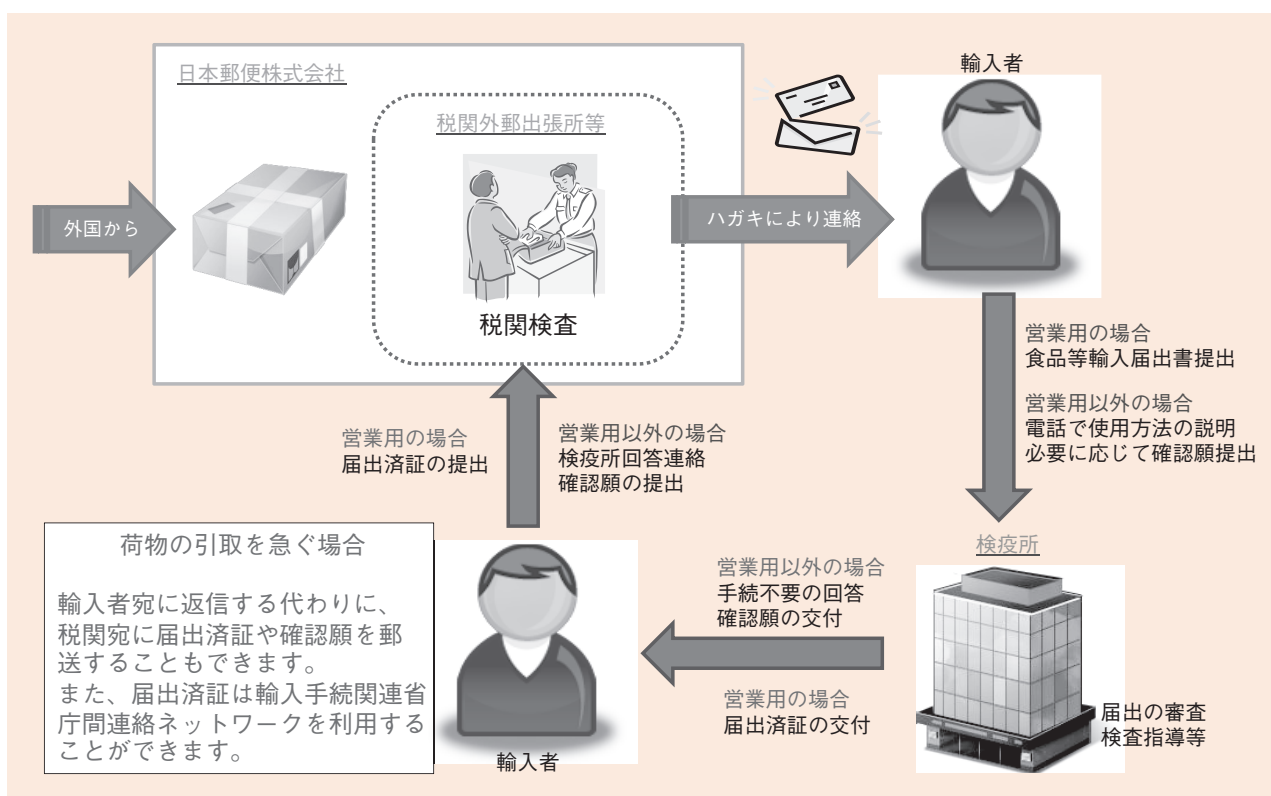 日本郵便株式会社
税関外郵出張所等
外国から
税関検査
ハガキにより連絡
輸入者
営業用の場合
食品等輸入届出書提出
営業用以外の場合
電話で使用方法の説明
必要に応じて確認願提出
検疫所
届出の審査
検査指導等
営業用以外の場合
手続不要の回答
確認願の交付
営業用の場合
届出済証の交付
輸入者
営業用の場合
届出済証の提出
営業用以外の場合
検疫所回答連絡
確認願の提出
荷物の引取を急ぐ場合
輸入者宛に返信する代わりに、
税関宛に届出済証や確認願を郵
送することもできます。
また、届出済証は輸入手続関連省
庁間連絡ネットワークを利用する
ことができます。